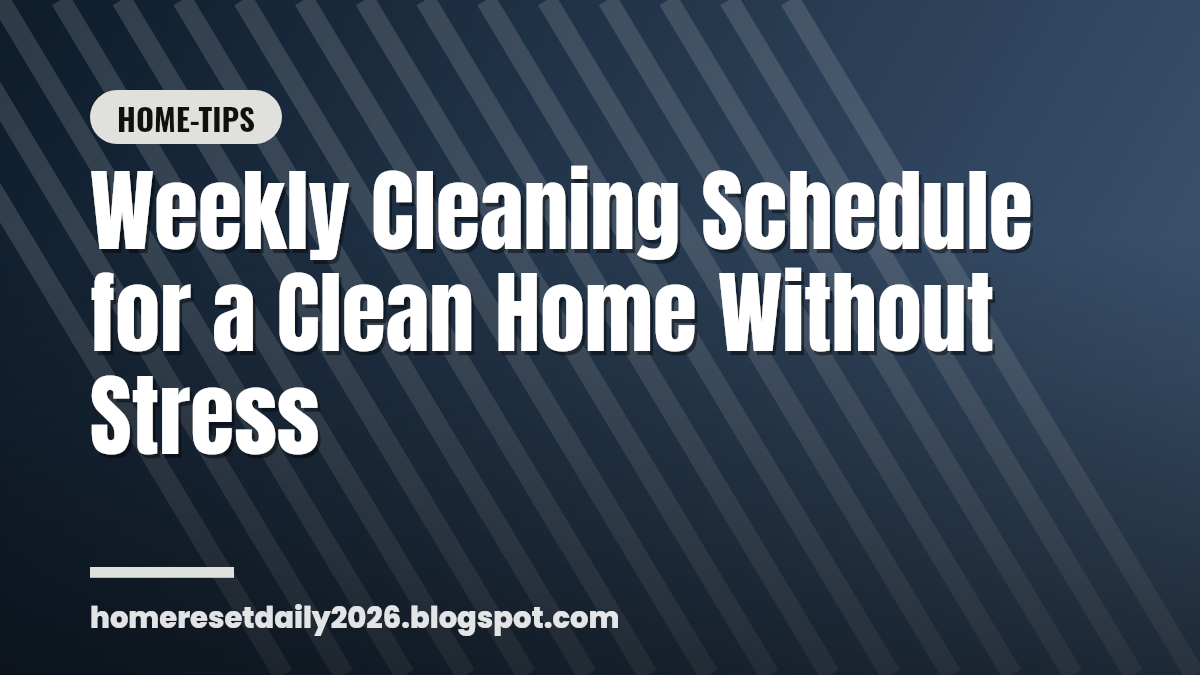 HOME-TIPS
Weekly Cleaning Schedule
for a Clean Home Without
Stress
homeresetdaily2026.blogspot.com